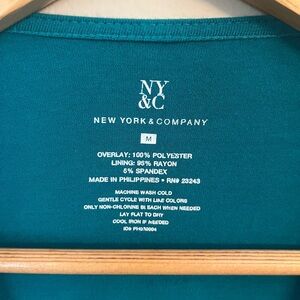 NY
&C
NEW YORK & COMPANY
M
OVERLAY: 100% POLYESTER
LINING: 95% RAYON
5% SPANDEX
MADE IN PHILIPPINES • RN# 23243
MACHINE WASH COLD
GENTLE CYCLE WITH LIKE COLORS
ONLY NON-CHLORINE BLEACH WHEN NEEDED
LAY FLAT TO DRY
COOL IRON IF NEEDED